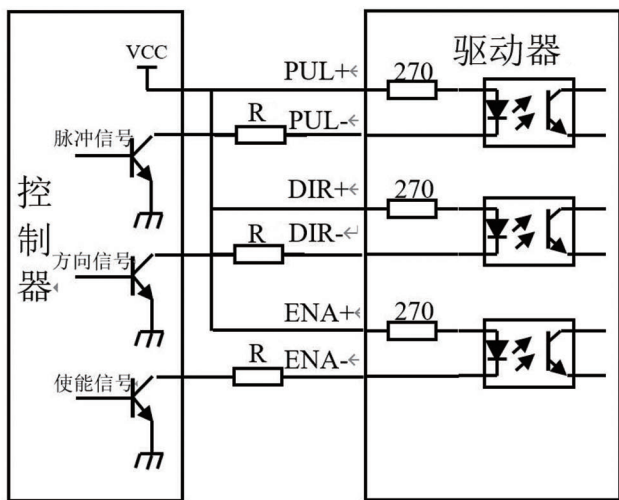 VCC
PUL+
270
驱动器
R
PUL-
脉冲信号
控制器
DIR+
270
R
DIR-
方向信号
ENA+
270
R
ENA-
使能信号